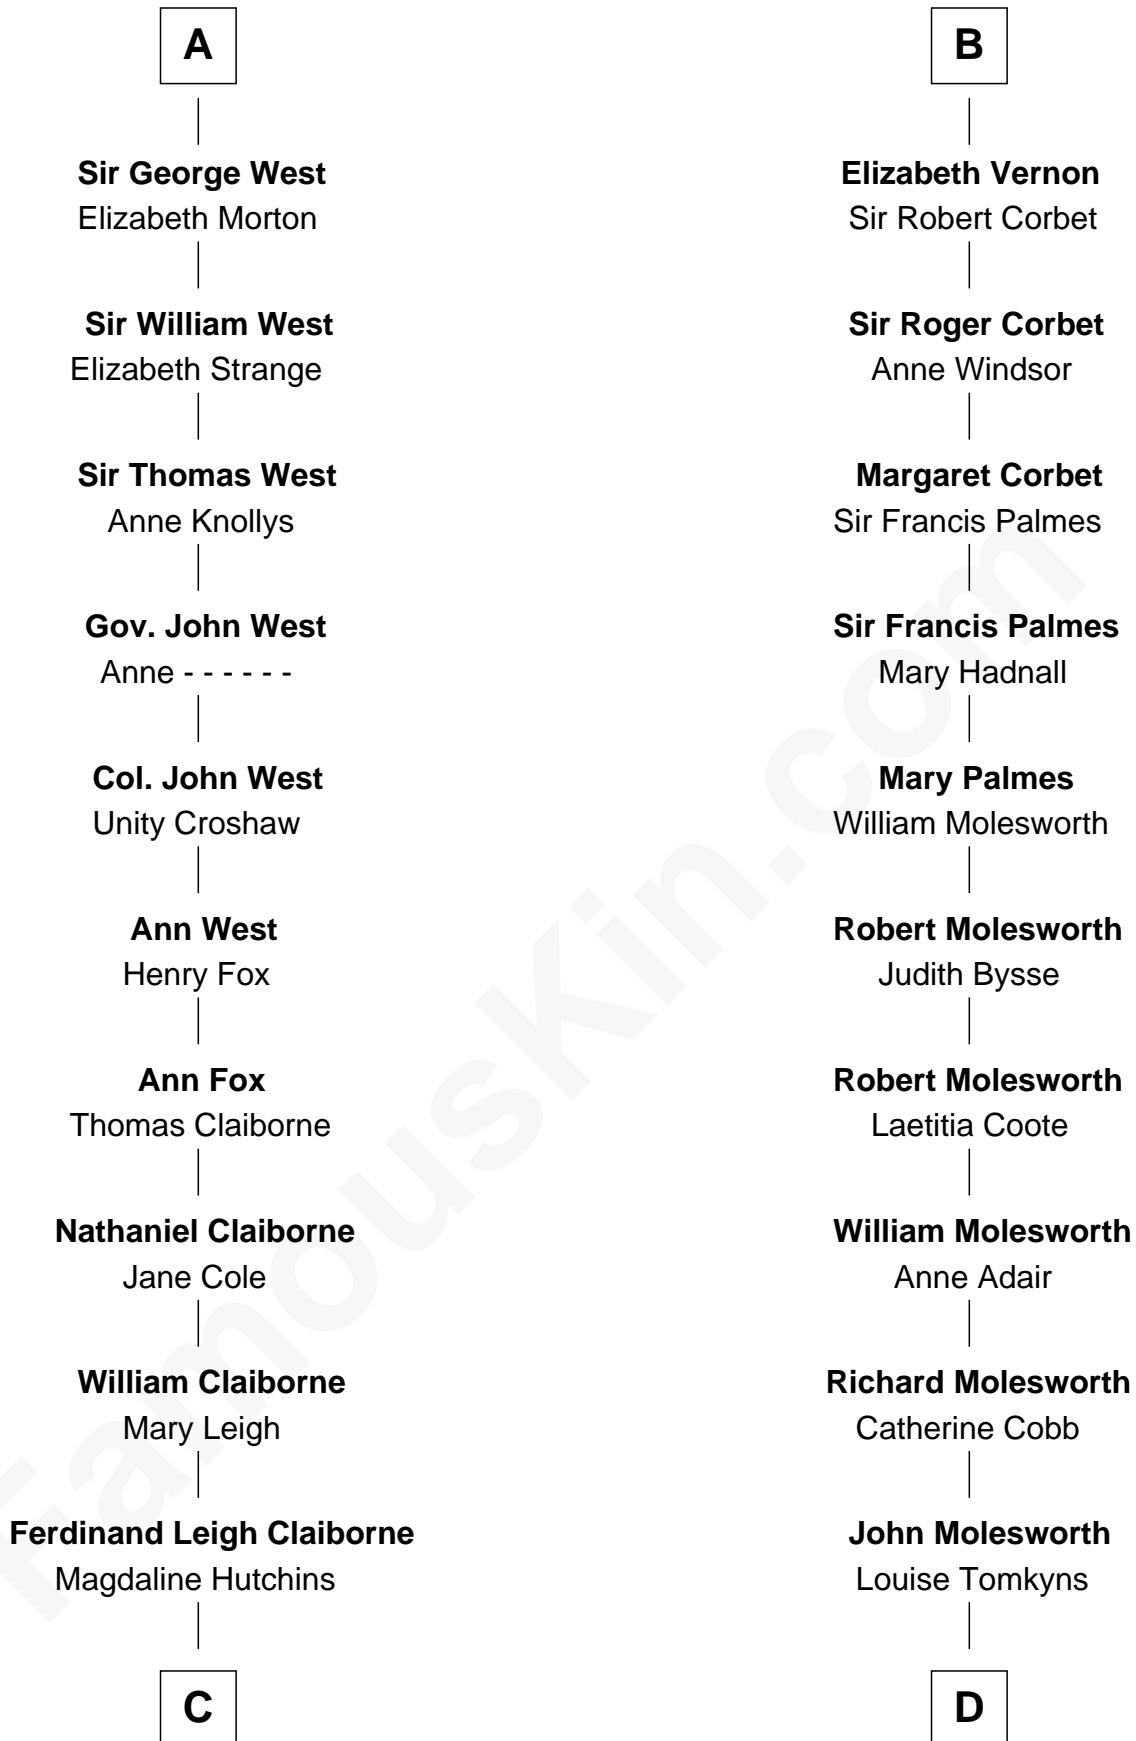 A
Sir George West
Elizabeth Morton
Sir William West
Elizabeth Strange
Sir Thomas West
Anne Knollys
Gov. John West
Anne - - - - - -
Col. John West
Unity Croshaw
Ann West
Henry Fox
Ann Fox
Thomas Claiborne
Nathaniel Claiborne
Jane Cole
William Claiborne
Mary Leigh
Ferdinand Leigh Claiborne
Magdaline Hutchins
C
B
Elizabeth Vernon
Sir Robert Corbet
Sir Roger Corbet
Anne Windsor
Margaret Corbet
Sir Francis Palmes
Sir Francis Palmes
Mary Hadnall
Mary Palmes
William Molesworth
Robert Molesworth
Judith Bysse
Robert Molesworth
Laetitia Coote
William Molesworth
Anne Adair
Richard Molesworth
Catherine Cobb
John Molesworth
Louise Tomkyns
D
FamousKin.com